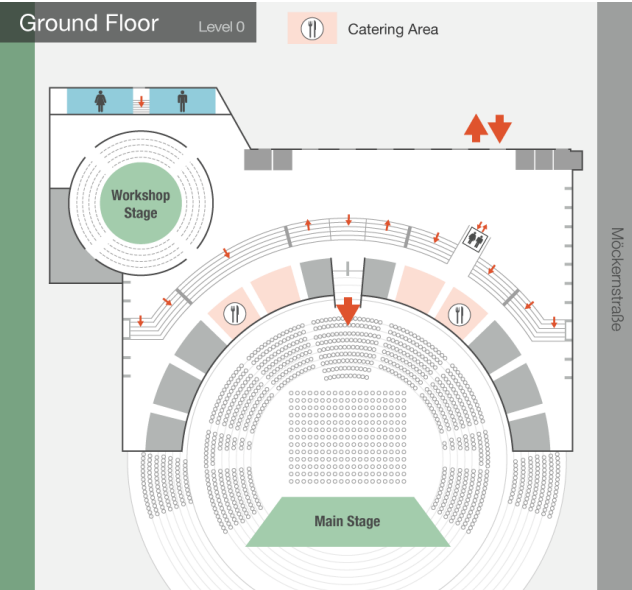 Ground Floor Level 0
Catering Area
Workshop
Stage
Möckernstraße
Main Stage